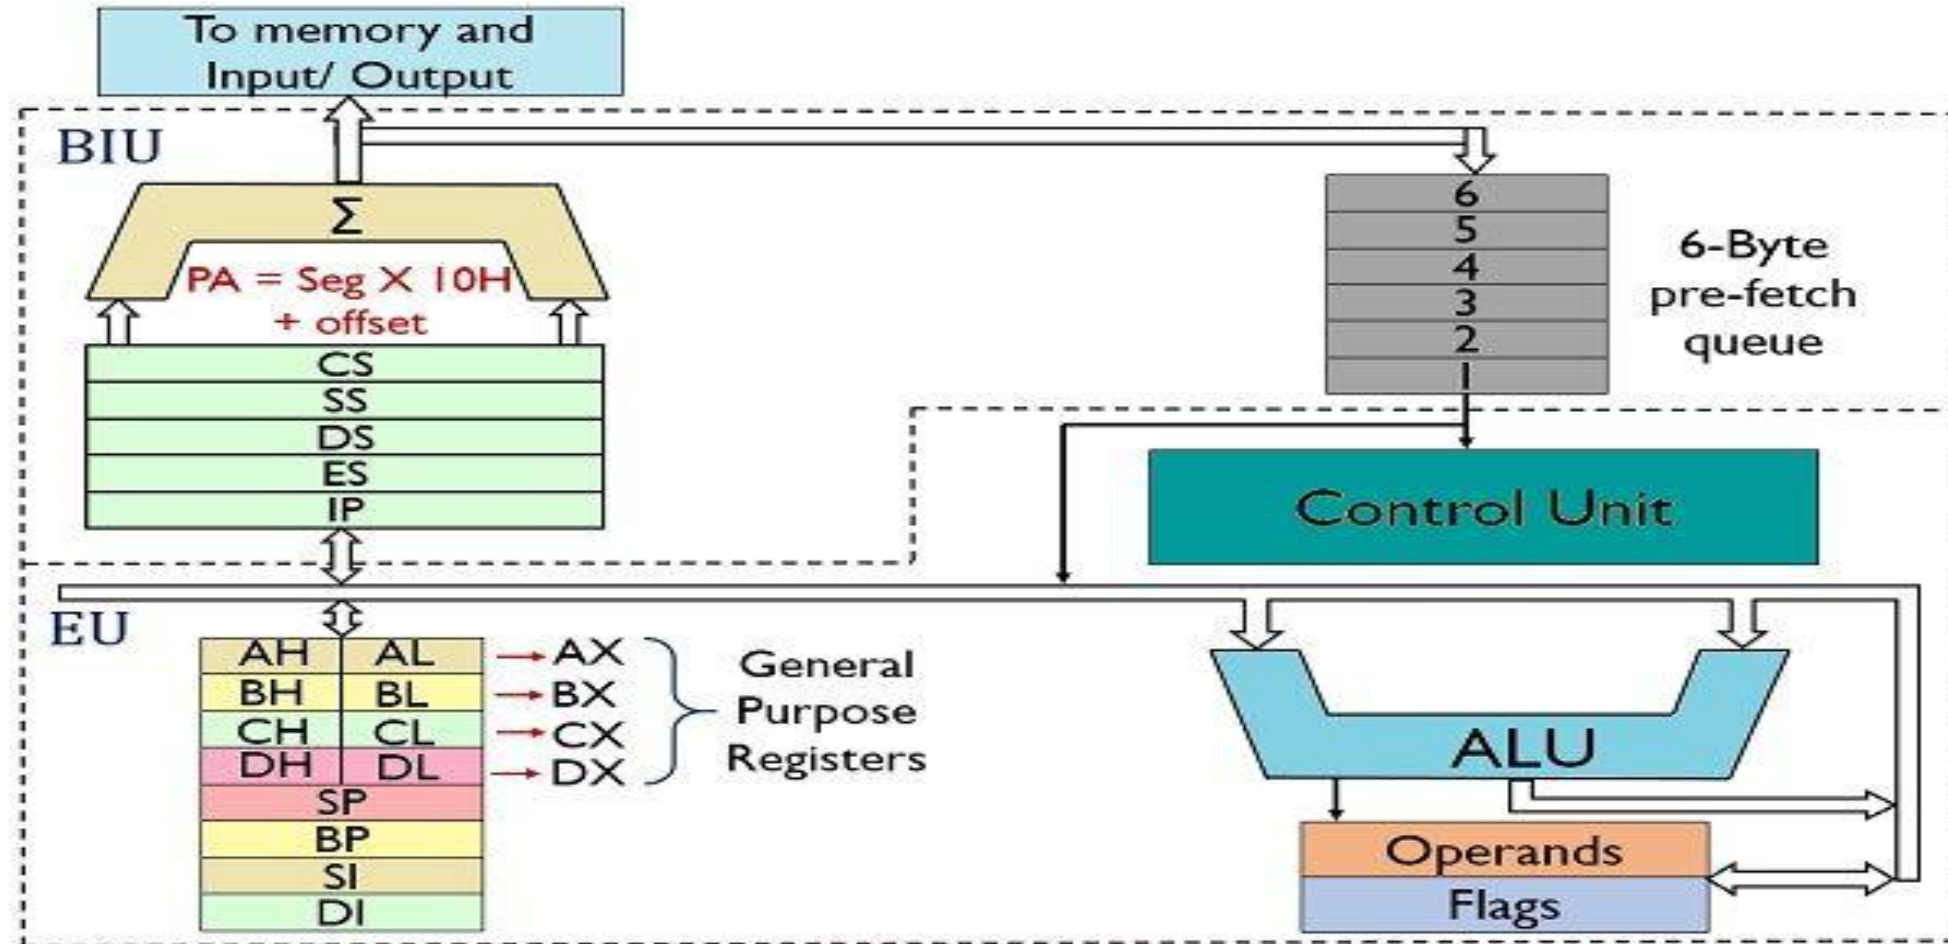 To memory and
Input/ Output
BIU
Σ
PA = Seg X 10H
+ offset
CS
SS
DS
ES
IP
6
5
4
3
2
1
6-Byte
pre-fetch
queue
Control Unit
EU
AH AL AX
BH BL BX
CH CL CX
DH DL DX
SP
BP
SI
DI
General
Purpose
Registers
ALU
Operands
Flags